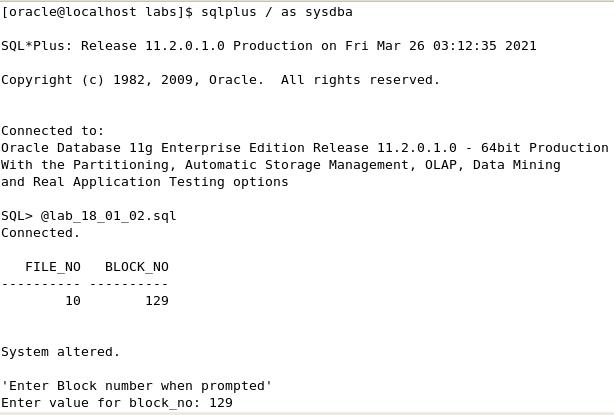 [oracle@localhost labs]$ sqlplus / as sysdba
SQL*Plus: Release 11.2.0.1.0 Production on Fri Mar 26 03:12:35 2021
Copyright (c) 1982, 2009, Oracle.  All rights reserved.
Connected to:
Oracle Database 11g Enterprise Edition Release 11.2.0.1.0 - 64bit Production
With the Partitioning, Automatic Storage Management, OLAP, Data Mining
and Real Application Testing options
SQL> @lab_18_01_02.sql
Connected.
   FILE_NO   BLOCK_NO
---------- ----------
        10        129
System altered.
'Enter Block number when prompted'
Enter value for block_no: 129